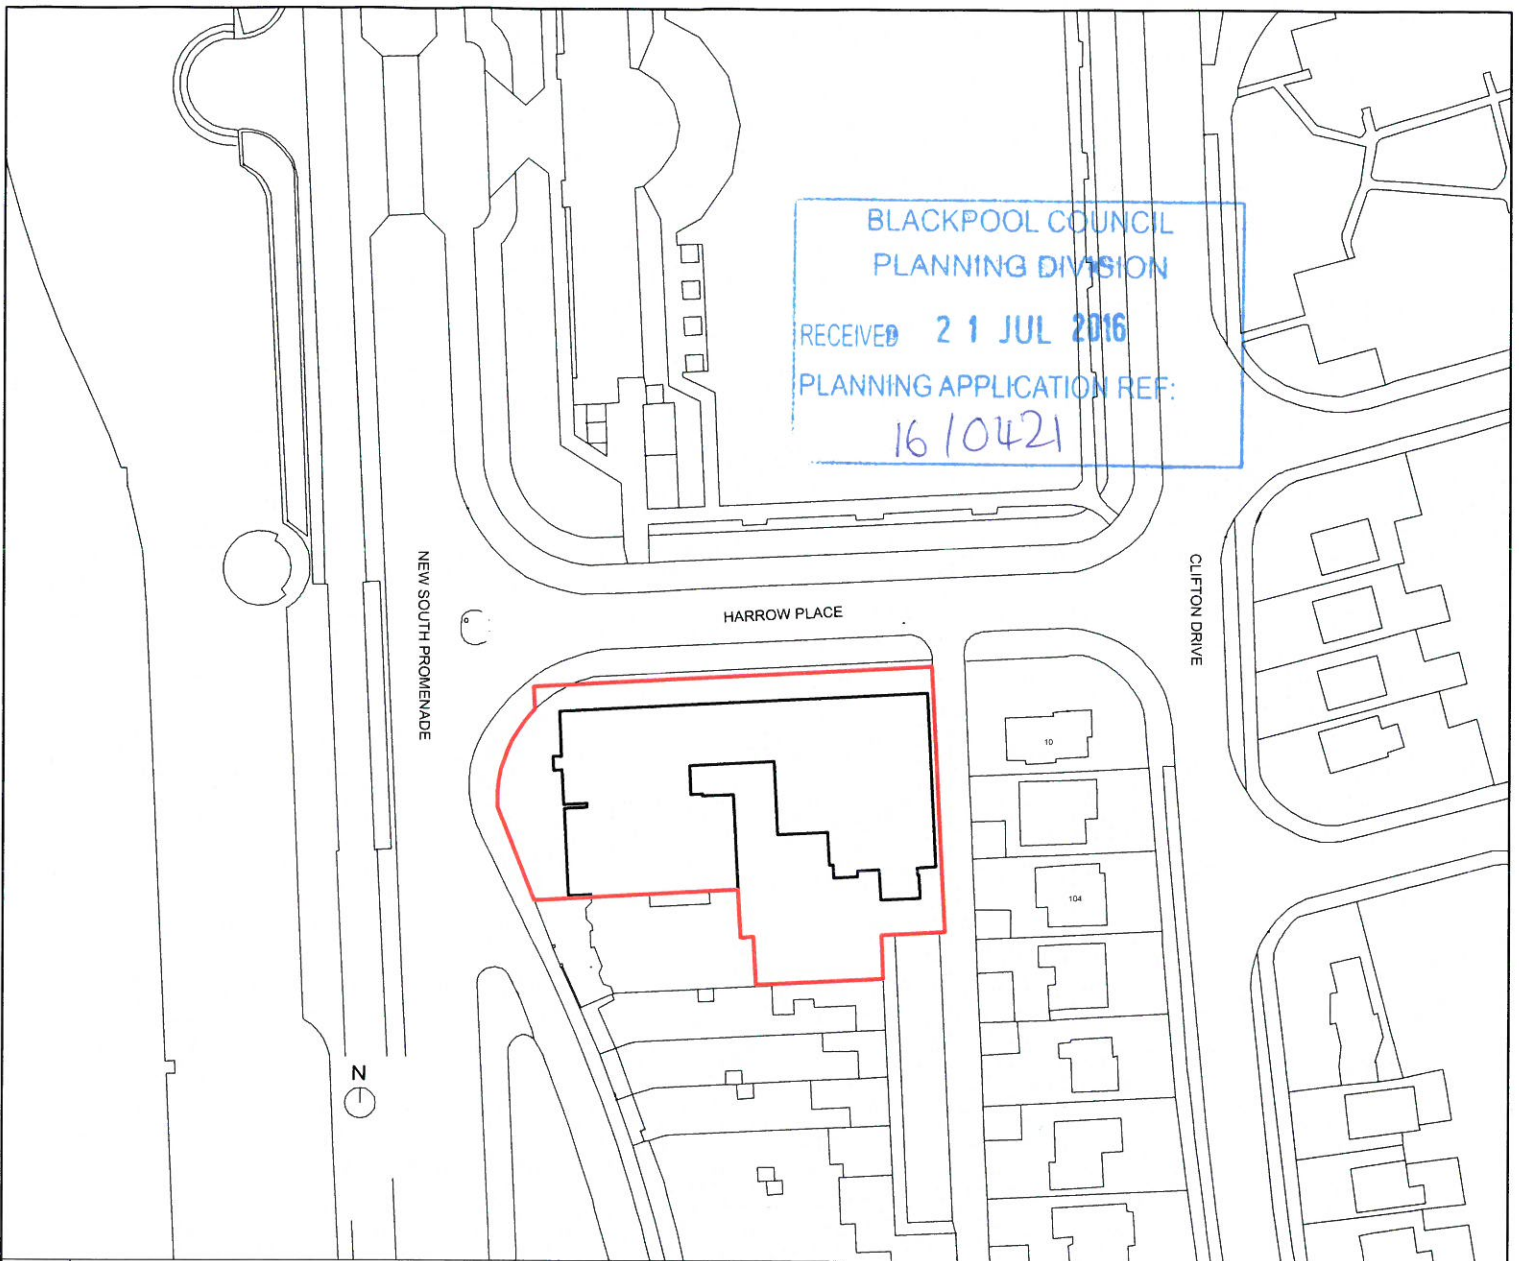 BLACKPOOL COUNCIL
PLANNING DIVISION
RECEIVED 21 JUL 2016
PLANNING APPLICATION REF:
16/0421
NEW SOUTH PROMENADE
HARROW PLACE
CLIFTON DRIVE
10
104
N